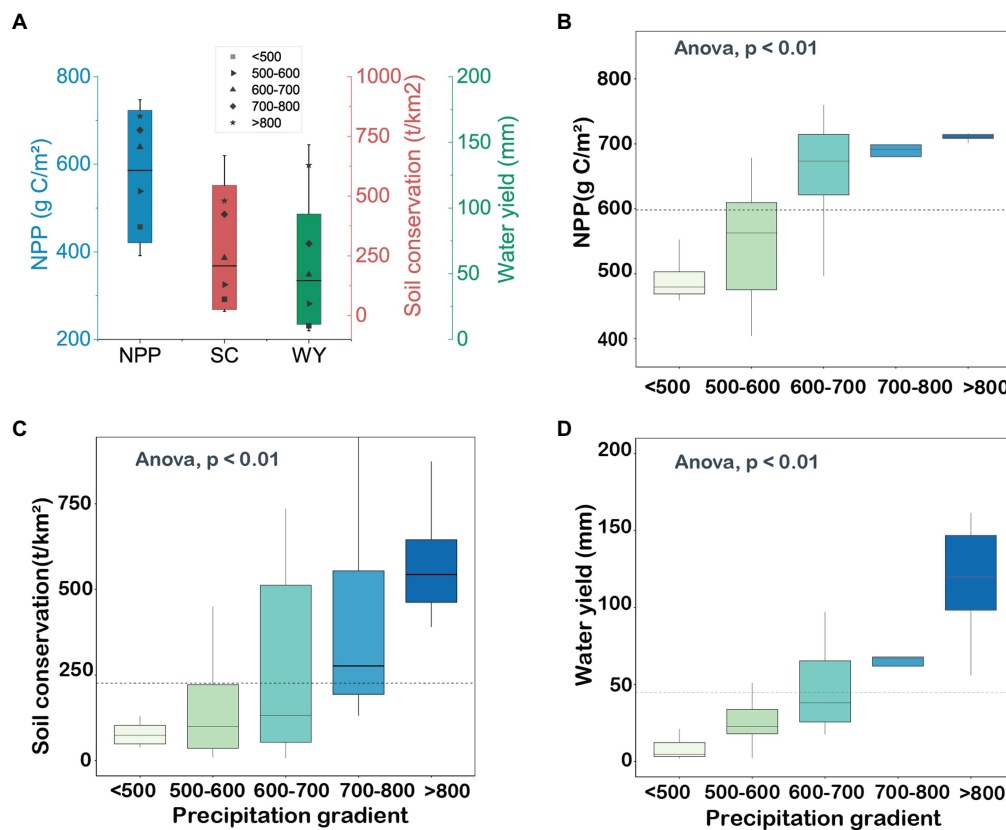 A
<500
500-600
600-700
700-800
>800
800
600
400
200
NPP (g C/m²)
NPP
SC
WY
1000
750
500
250
0
Soil conservation (t/km2)
200
150
100
50
0
Water yield (mm)
B
Anova, p < 0.01
800
700
600
500
400
NPP(g C/m²)
<500 500-600 600-700 700-800 >800
C
Anova, p < 0.01
750
500
250
0
Soil conservation(t/km²)
<500 500-600 600-700 700-800 >800
Precipitation gradient
D
Anova, p < 0.01
200
150
100
50
0
Water yield (mm)
<500 500-600 600-700 700-800 >800
Precipitation gradient